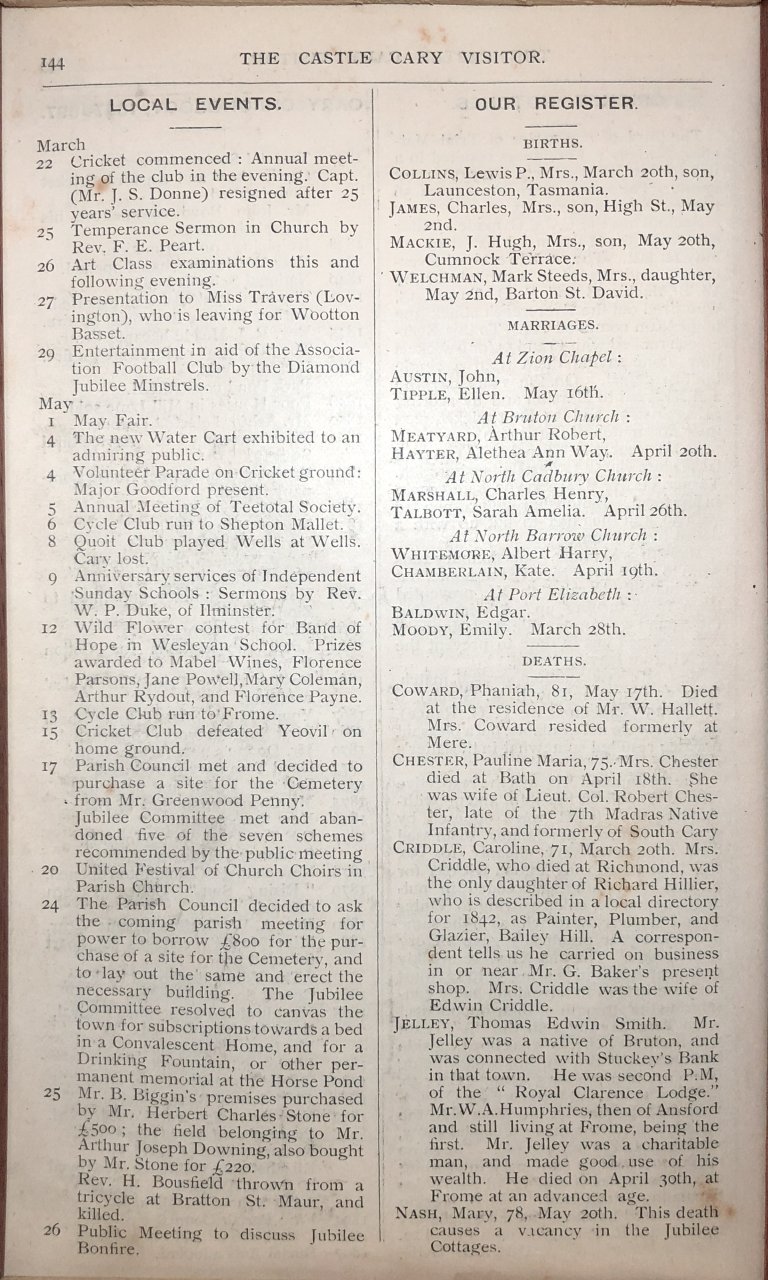 144
THE CASTLE CARY VISITOR.
LOCAL EVENTS.
March
22 Cricket commenced : Annual meet-
ing of the club in the evening. Capt.
(Mr. J. S. Donne) resigned after 25
years' service.
25 Temperance Sermon in Church by
Rev. F. E. Peart.
26 Art Class examinations this and
following evening.
27 Presentation to Miss Travers (Lov-
ington), who is leaving for Wootton
Basset.
29 Entertainment in aid of the Associa-
tion Football Club by the Diamond
Jubilee Minstrels.
May
1 May Fair.
4 The new Water Cart exhibited to an
admiring public.
4 Volunteer Parade on Cricket ground:
Major Goodford present.
5 Annual Meeting of Teetotal Society.
6 Cycle Club run to Shepton Mallet.
8 Quoit Club played Wells at Wells.
Cary lost.
9 Anniversary services of Independent
Sunday Schools : Sermons by Rev.
W. P. Duke, of Ilminster.
12 Wild Flower contest for Band of
Hope in Wesleyan School. Prizes
awarded to Mabel Wines, Florence
Parsons, Jane Powell, Mary Coleman,
Arthur Rydout, and Florence Payne.
13 Cycle Club run to Frome.
15 Cricket Club defeated Yeovil on
home ground.
17 Parish Council met and decided to
purchase a site for the Cemetery
from Mr. Greenwood Penny.
Jubilee Committee met and aban-
doned five of the seven schemes
recommended by the public meeting
20 United Festival of Church Choirs in
Parish Church.
24 The Parish Council decided to ask
the coming parish meeting for
power to borrow £800 for the pur-
chase of a site for the Cemetery, and
to lay out the same and erect the
necessary building. The Jubilee
Committee resolved to canvas the
town for subscriptions towards a bed
in a Convalescent Home, and for a
Drinking Fountain, or other per-
manent memorial at the Horse Pond
25 Mr. B. Biggin's premises purchased
by Mr. Herbert Charles Stone for
£500 ; the field belonging to Mr.
Arthur Joseph Downing, also bought
by Mr. Stone for £220.
Rev. H. Bousfield thrown from a
tricycle at Bratton St. Maur, and
killed.
26 Public Meeting to discuss Jubilee
Bonfire.
OUR REGISTER.
BIRTHS.
COLLINS, Lewis P., Mrs., March 20th, son,
Launceston, Tasmania.
JAMES, Charles, Mrs., son, High St., May
2nd.
MACKIE, J. Hugh, Mrs., son, May 20th,
Cumnock Terrace.
WELCHMAN, Mark Steeds, Mrs., daughter,
May 2nd, Barton St. David.
MARRIAGES.
At Zion Chapel :
AUSTIN, John,
TIPPLE, Ellen. May 16th.
At Bruton Church :
MEATYARD, Arthur Robert,
HAYTER, Alethea Ann Way. April 20th.
At North Cadbury Church :
MARSHALL, Charles Henry,
TALBOTT, Sarah Amelia. April 26th.
At North Barrow Church :
WHITEMORE, Albert Harry,
CHAMBERLAIN, Kate. April 19th.
At Port Elizabeth :
BALDWIN, Edgar.
MOODY, Emily. March 28th.
DEATHS.
COWARD, Phaniah, 81, May 17th. Died
at the residence of Mr. W. Hallett.
Mrs. Coward resided formerly at
Mere.
CHESTER, Pauline Maria, 75. Mrs. Chester
died at Bath on April 18th. She
was wife of Lieut. Col. Robert Ches-
ter, late of the 7th Madras Native
Infantry, and formerly of South Cary
CRIDDLE, Caroline, 71, March 20th. Mrs.
Criddle, who died at Richmond, was
the only daughter of Richard Hillier,
who is described in a local directory
for 1842, as Painter, Plumber, and
Glazier, Bailey Hill. A correspon-
dent tells us he carried on business
in or near Mr. G. Baker's present
shop. Mrs. Criddle was the wife of
Edwin Criddle.
JELLEY, Thomas Edwin Smith. Mr.
Jelley was a native of Bruton, and
was connected with Stuckey's Bank
in that town. He was second P.M,
of the " Royal Clarence Lodge."
Mr. W. A. Humphries, then of Ansford
and still living at Frome, being the
first. Mr. Jelley was a charitable
man, and made good use of his
wealth. He died on April 30th, at
Frome at an advanced age.
NASH, Mary, 78, May 20th. This death
causes a vacancy in the Jubilee
Cottages.